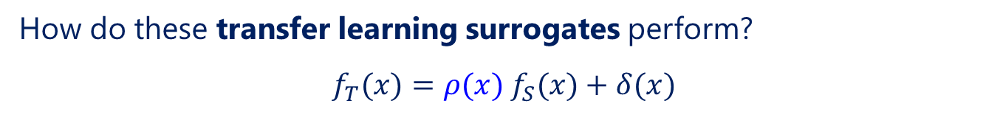 How do these transfer learning surrogates perform?
f_T(x) = ρ(x) f_S(x) + δ(x)